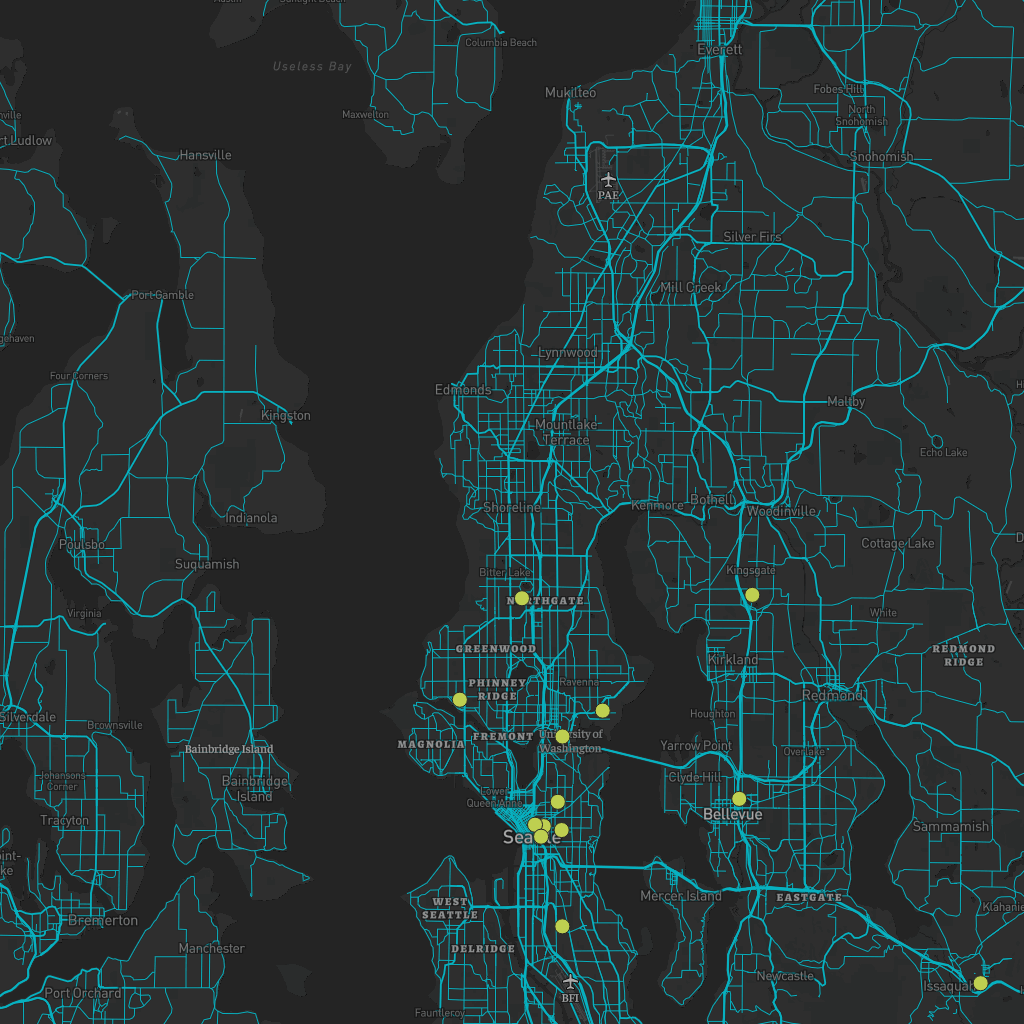 Columbia Beach
Everett
Useless Bay
Mukilteo
Fobes Hill
North
Snohomish
Maxwelton
Hansville
Snohomish
PAE
Silver Firs
Port Gamble
Mill Creek
Lynnwood
Four Corners
Edmonds
Maltby
Kingston
Mountlake
Terrace
Echo Lake
Shoreline
Kenmore
Bothell
Woodinville
Indianola
Poulsbo
Cottage Lake
Suquamish
Bitter Lake
Kingsgate
NORTHGATE
Virginia
White
GREENWOOD
REDMOND
RIDGE
Kirkland
PHINNEY
RIDGE
Ravenna
Redmond
Silverdale
Brownsville
Houghton
FREMONT
University of
Washington
MAGNOLIA
Bainbridge Island
Yarrow Point
Overlake
Johansons
Corner
Bainbridge
Island
Clyde Hill
Lower
Queen Anne
Bellevue
Tracyton
Seattle
Sammamish
Mercer Island
EASTGATE
WEST
SEATTLE
Klahanie
Bremerton
Manchester
DELRIDGE
Newcastle
Issaquah
Port Orchard
BFI
Fauntleroy